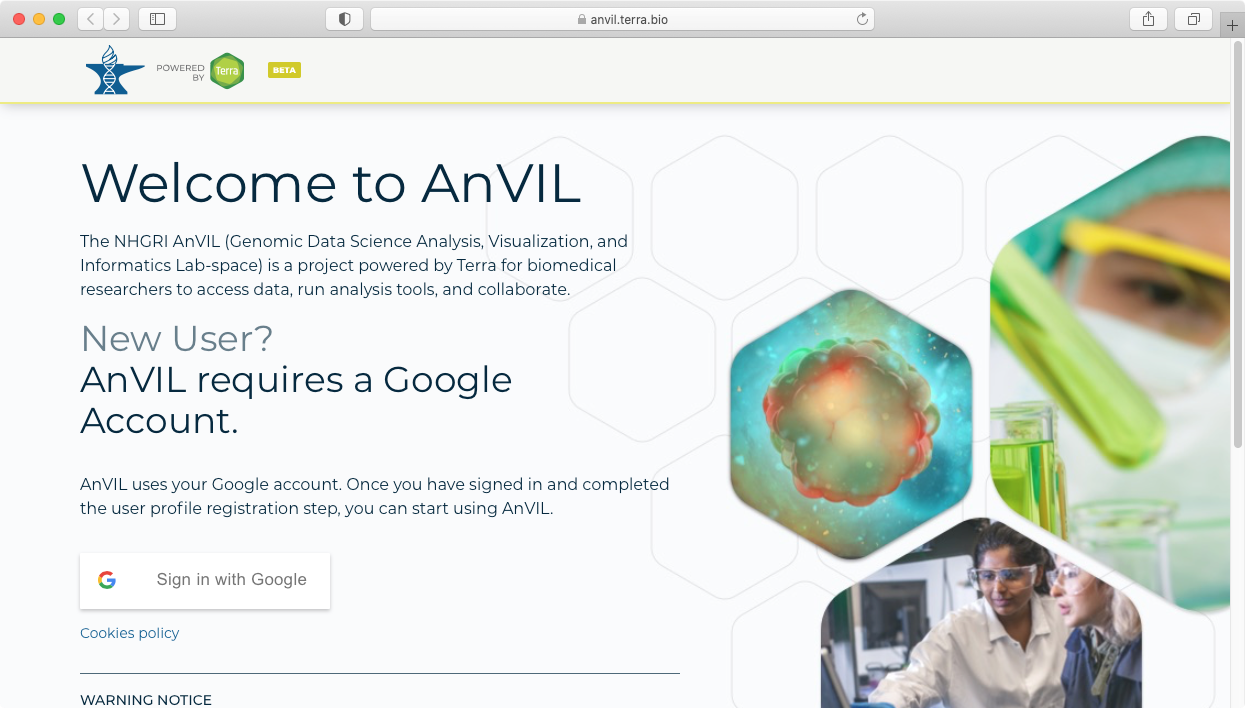 anvil.terra.bio
POWERED
BY
Terra
BETA
Welcome to AnVIL
The NHGRI AnVIL (Genomic Data Science Analysis, Visualization, and
Informatics Lab-space) is a project powered by Terra for biomedical
researchers to access data, run analysis tools, and collaborate.
New User?
AnVIL requires a Google
Account.
AnVIL uses your Google account. Once you have signed in and completed
the user profile registration step, you can start using AnVIL.
Sign in with Google
Cookies policy
WARNING NOTICE